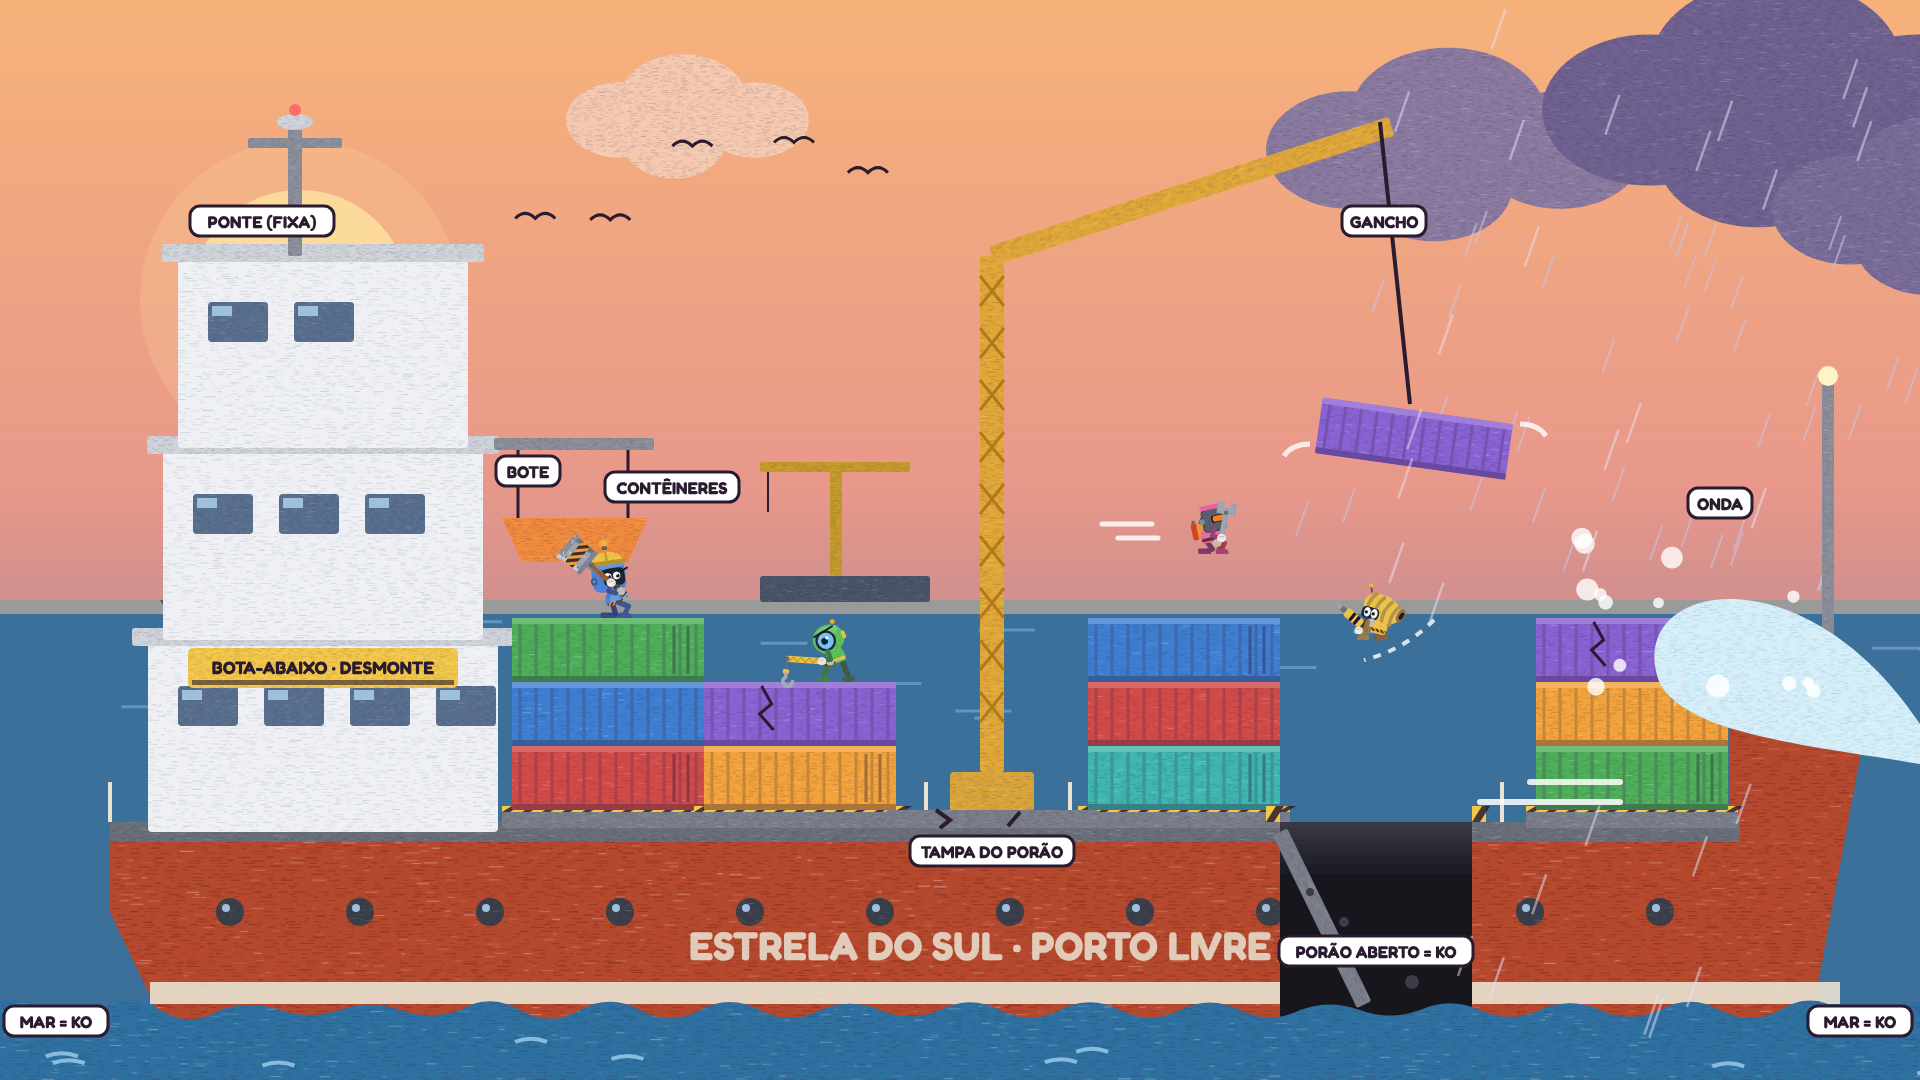 PONTE (FIXA)
GANCHO
BOTE
CONTÊINERES
ONDA
BOTA-ABAIXO · DESMONTE
TAMPA DO PORÃO
ESTRELA DO SUL · PORTO LIVRE
PORÃO ABERTO = KO
MAR = KO
MAR = KO